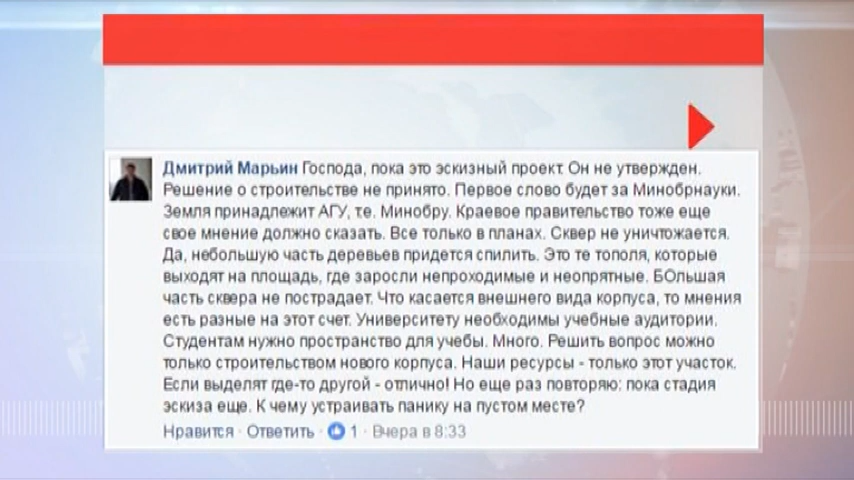 Дмитрий Марьин Господа, пока это эскизный проект. Он не утвержден.
Решение о строительстве не принято. Первое слово будет за Минобрнауки.
Земля принадлежит АГУ, т.е. Минобру. Краевое правительство тоже еще
свое мнение должно сказать. Все только в планах. Сквер не уничтожается.
Да, небольшую часть деревьев придется спилить. Это те тополя, которые
выходят на площадь, где заросли непроходимые и неопрятные. БОльшая
часть сквера не пострадает. Что касается внешнего вида корпуса, то мнения
есть разные на этот счет. Университету необходимы учебные аудитории.
Студентам нужно пространство для учебы. Много. Решить вопрос можно
только строительством нового корпуса. Наши ресурсы - только этот участок.
Если выделят где-то другой - отлично! Но еще раз повторяю: пока стадия
эскиза еще. К чему устраивать панику на пустом месте?
Нравится · Ответить · 1 · Вчера в 8:33